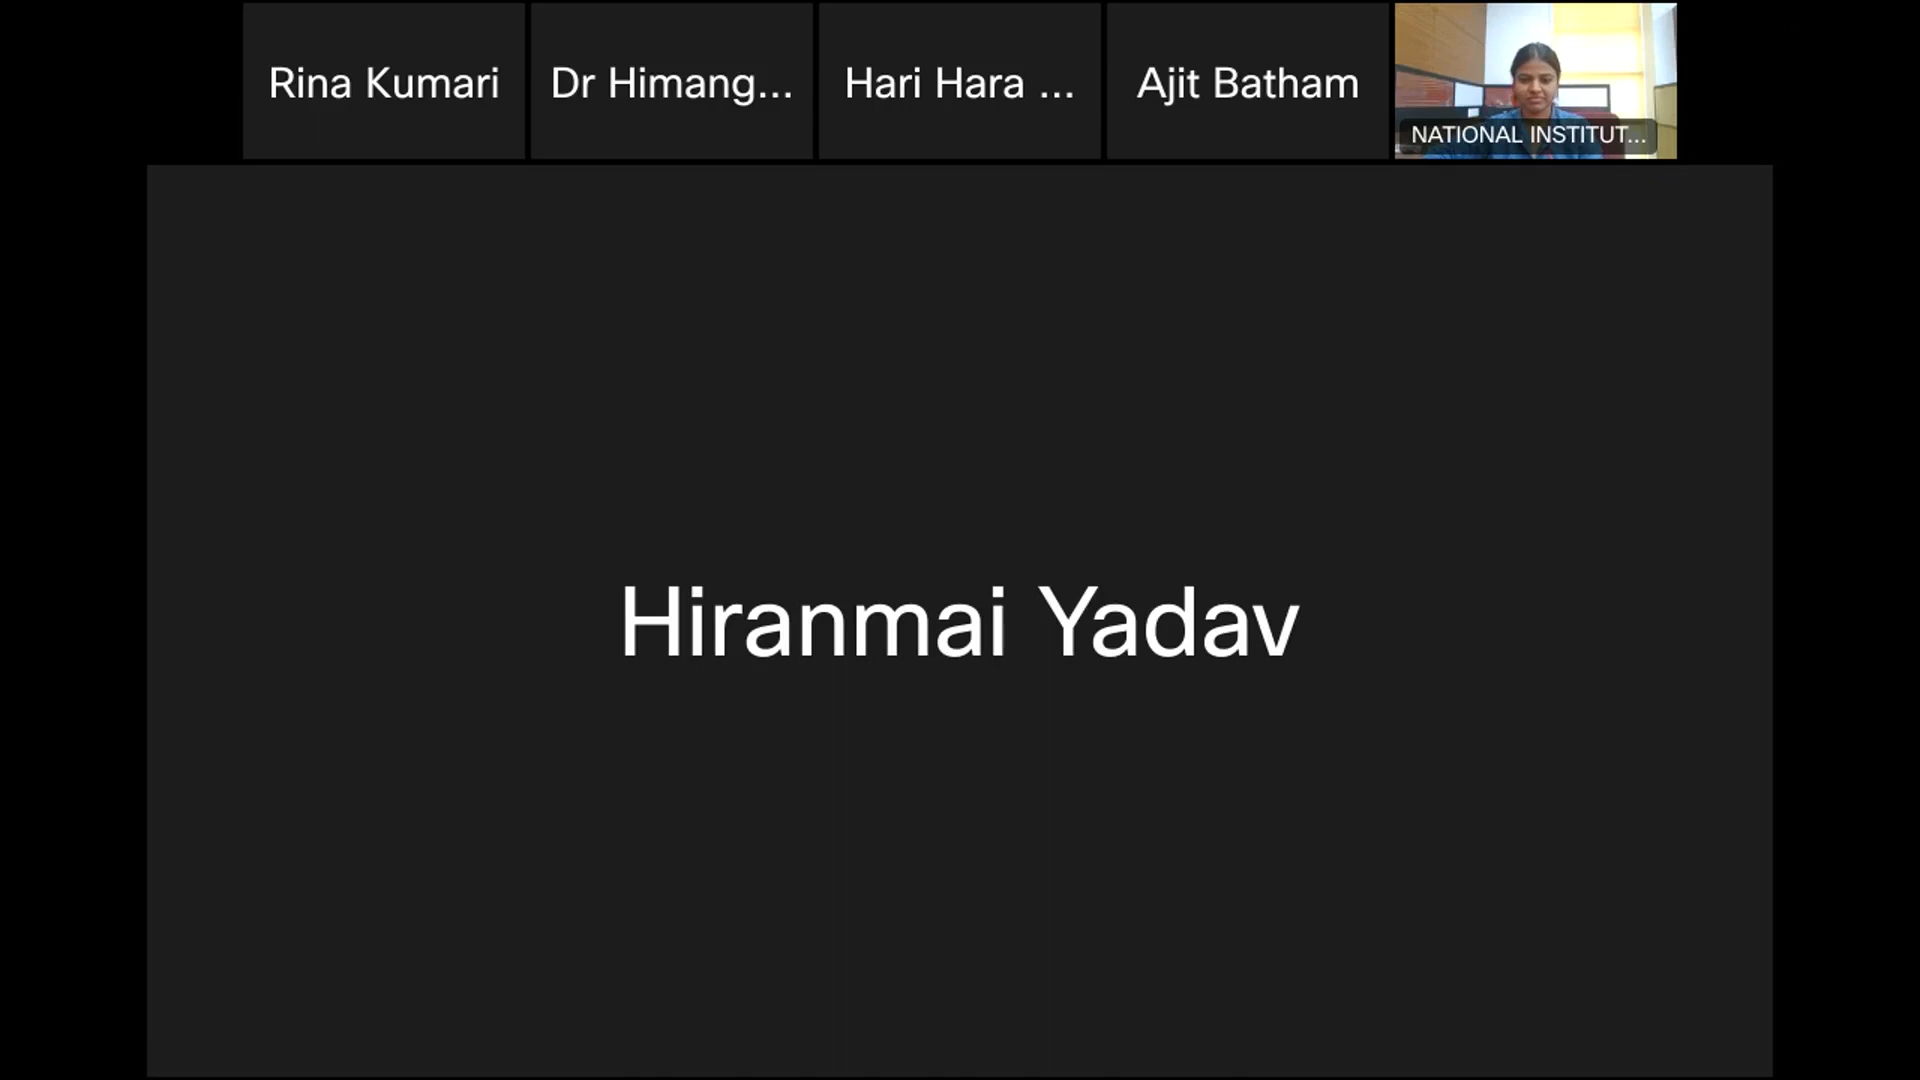 Rina Kumari
Dr Himang...
Hari Hara ...
Ajit Batham
NATIONAL INSTITUT...
Hiranmai Yadav